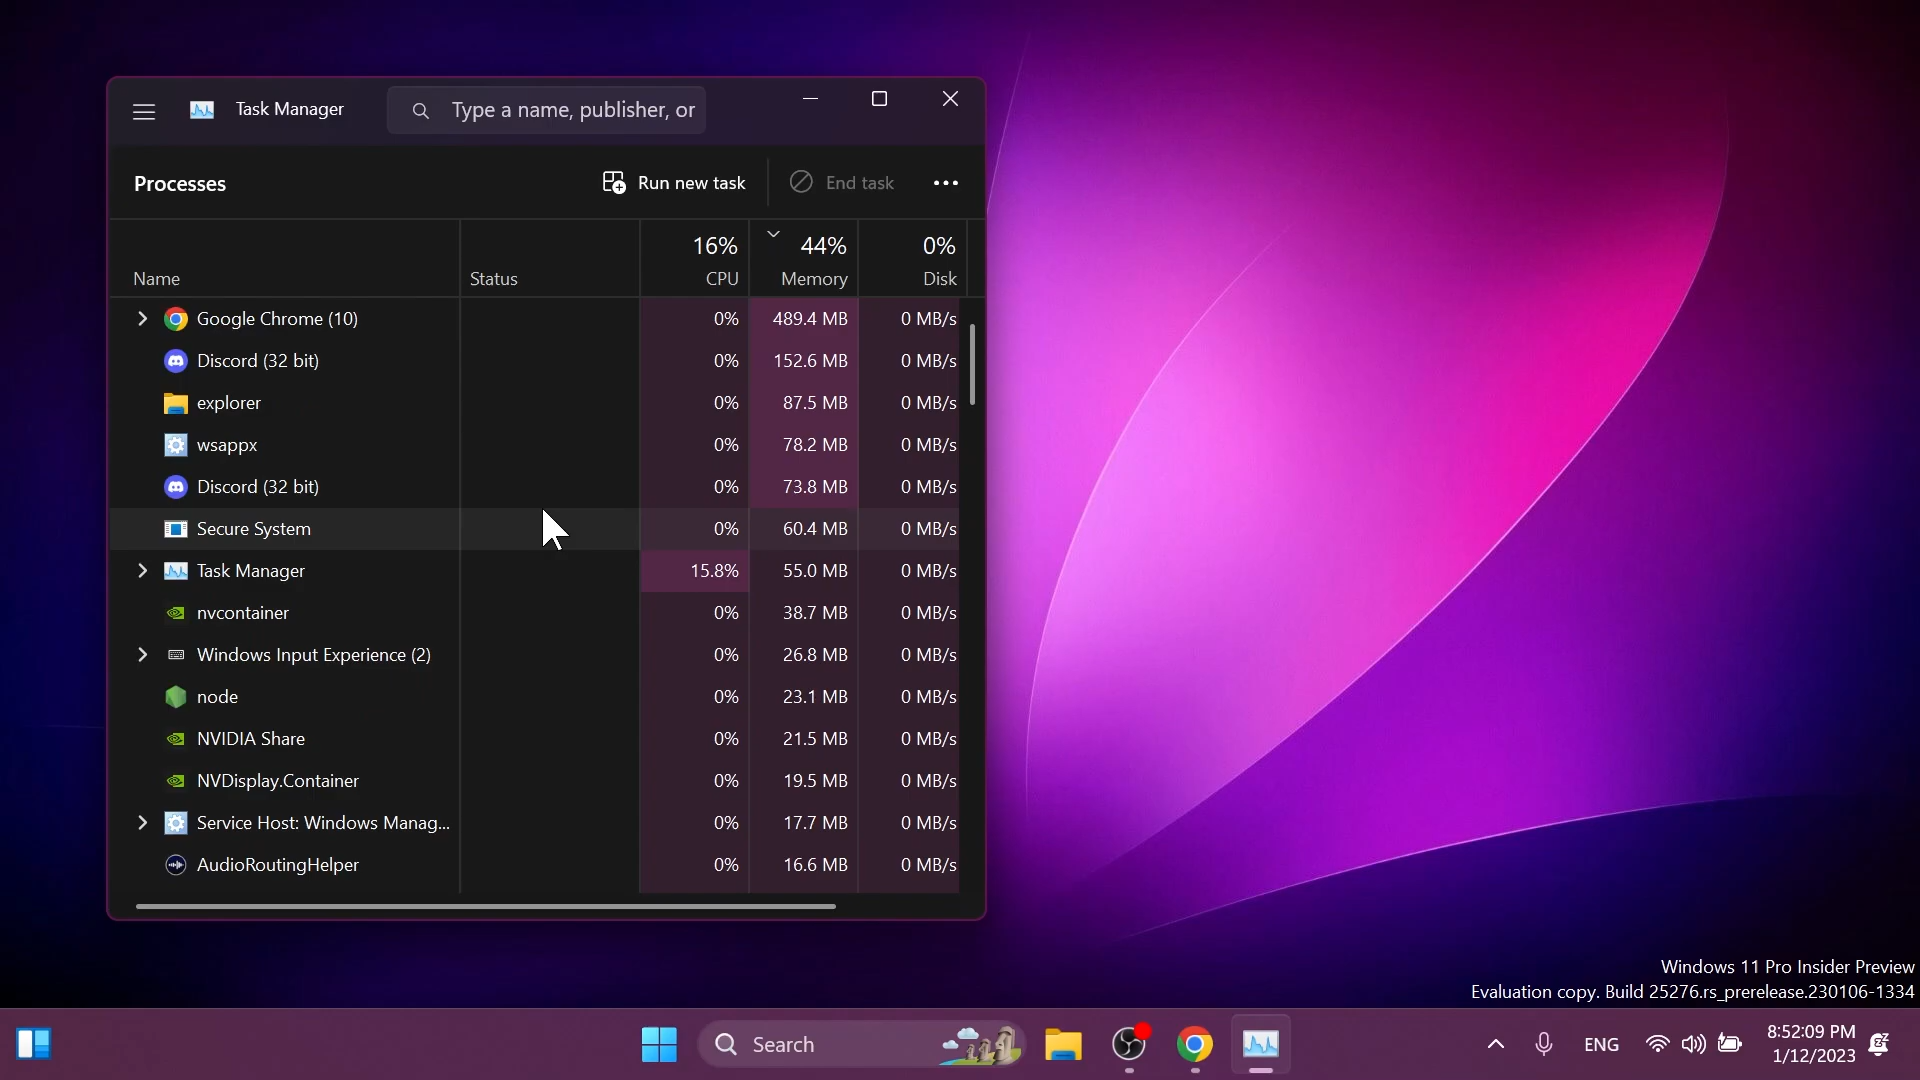 Task Manager
Type a name, publisher, or
Processes
Run new task
End task
16% 44% 0%
Name Status CPU Memory Disk
Google Chrome (10) 0% 489.4 MB 0 MB/s
Discord (32 bit) 0% 152.6 MB 0 MB/s
explorer 0% 87.5 MB 0 MB/s
wsappx 0% 78.2 MB 0 MB/s
Discord (32 bit) 0% 73.8 MB 0 MB/s
Secure System 0% 60.4 MB 0 MB/s
Task Manager 15.8% 55.0 MB 0 MB/s
nvcontainer 0% 38.7 MB 0 MB/s
Windows Input Experience (2) 0% 26.8 MB 0 MB/s
node 0% 23.1 MB 0 MB/s
NVIDIA Share 0% 21.5 MB 0 MB/s
NVDisplay.Container 0% 19.5 MB 0 MB/s
Service Host: Windows Manag... 0% 17.7 MB 0 MB/s
AudioRoutingHelper 0% 16.6 MB 0 MB/s
Windows 11 Pro Insider Preview
Evaluation copy. Build 25276.rs_prerelease.230106-1334
Search
ENG
8:52:09 PM
1/12/2023